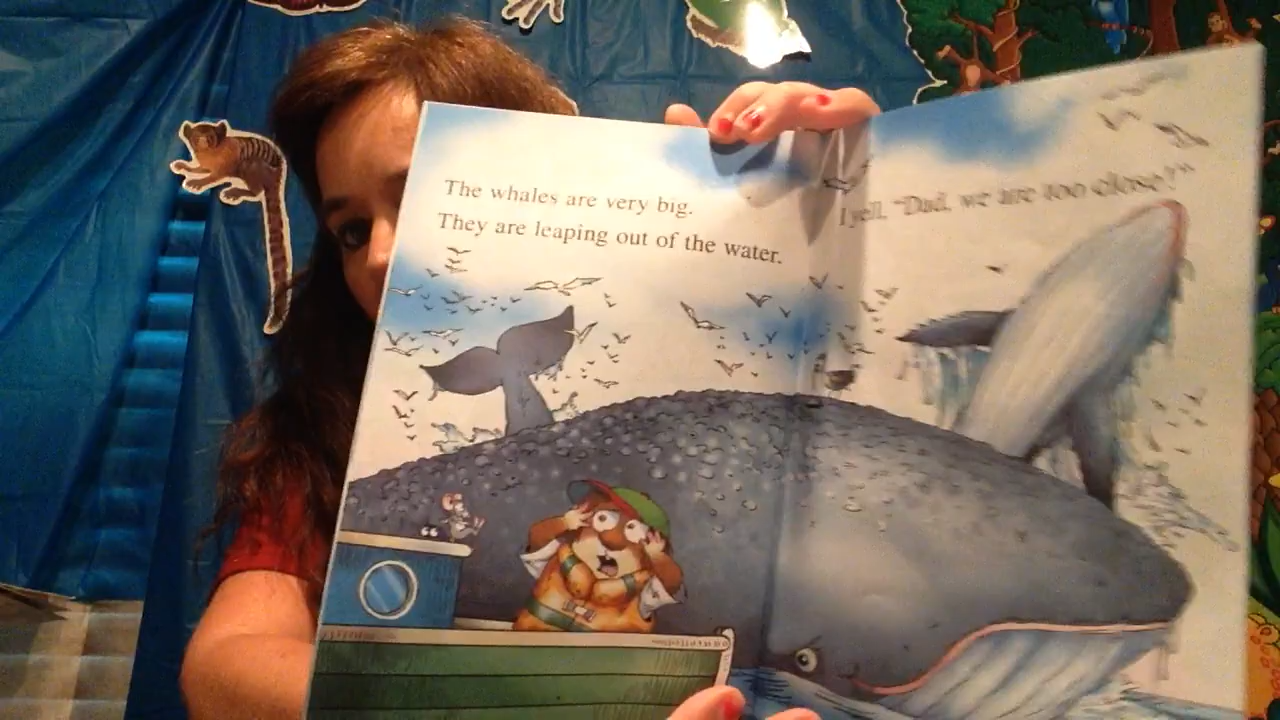 The whales are very big.
They are leaping out of the water.
I yell, "Dad, we are too close!"